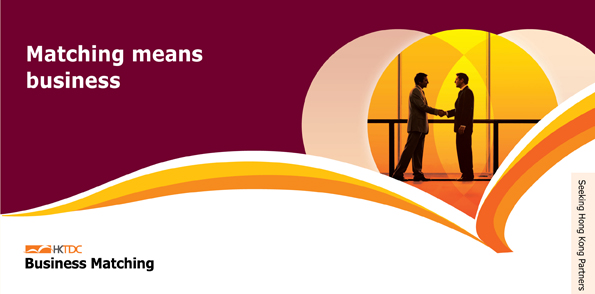 Matching means
business
HKTDC
Business Matching
Seeking Hong Kong Partners